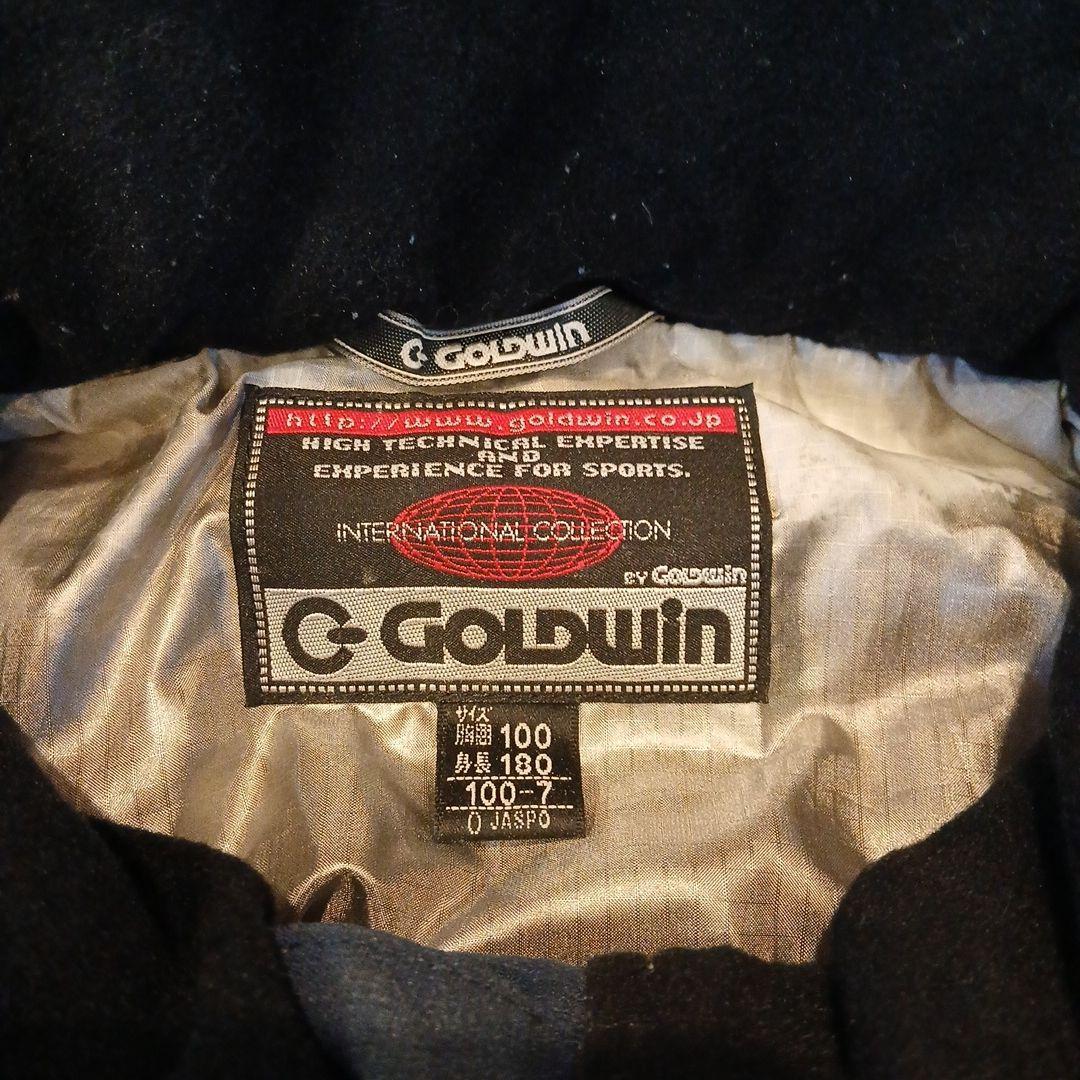 GOLDWIN
http://www.goldwin.co.jp
HIGH TECHNICAL EXPERTISE
AND
EXPERIENCE FOR SPORTS.
INTERNATIONAL COLLECTION
BY GOLDWIN
GOLDWIN
サイズ
胸囲 100
身長 180
100-7
() JASPO